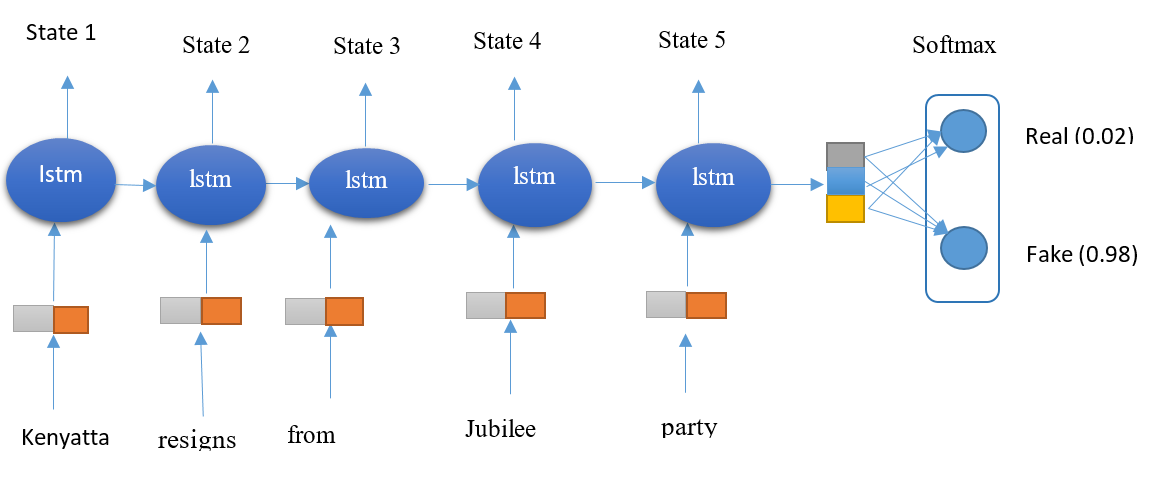 State 1
State 2
State 3
State 4
State 5
Softmax
lstm
lstm
lstm
lstm
lstm
Real (0.02)
Fake (0.98)
Kenyatta
resigns
from
Jubilee
party